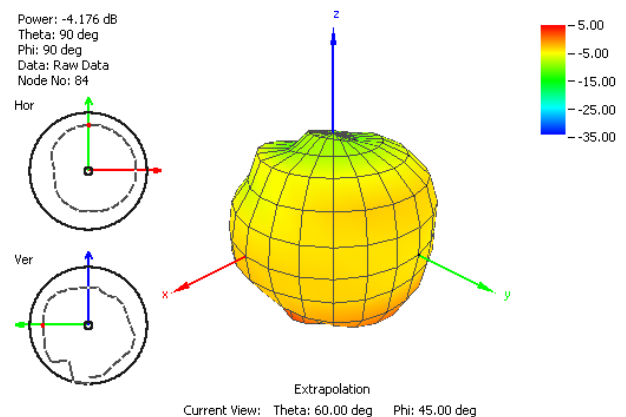 Power: -4.176 dB
Theta: 90 deg
Phi: 90 deg
Data: Raw Data
Node No: 84
Hor
Ver
z
x
y
5.00
-5.00
-15.00
-25.00
-35.00
Extrapolation
Current View: Theta: 60.00 deg Phi: 45.00 deg